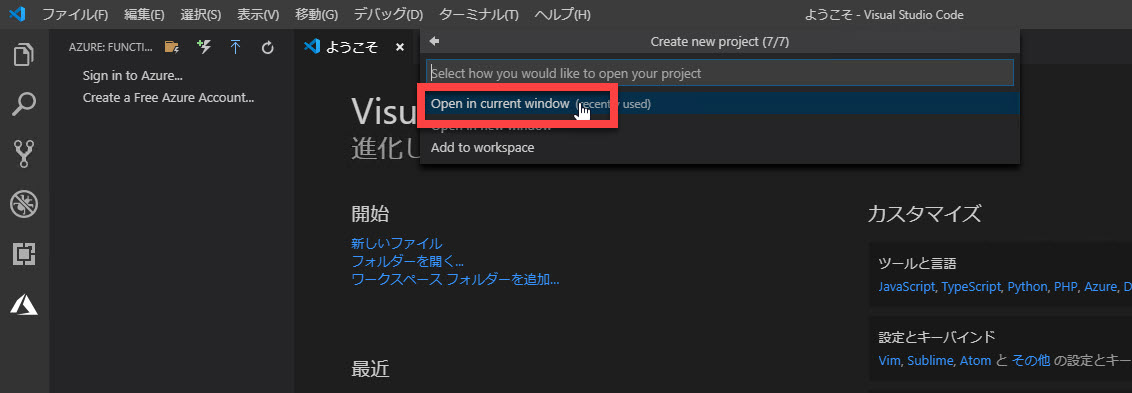 ファイル(F) 編集(E) 選択(S) 表示(V) 移動(G) デバッグ(D) ターミナル(T) ヘルプ(H) ようこそ - Visual Studio Code
AZURE: FUNCTI...
Sign in to Azure...
Create a Free Azure Account...
ようこそ
Create new project (7/7)
Select how you would like to open your project
Open in current window (recently used)
Open in new window
Add to workspace
開始
新しいファイル
フォルダーを開く...
ワークスペース フォルダーを追加...
最近
カスタマイズ
ツールと言語
JavaScript, TypeScript, Python, PHP, Azure, D
設定とキーバインド
Vim, Sublime, Atom と その他 の設定とキー